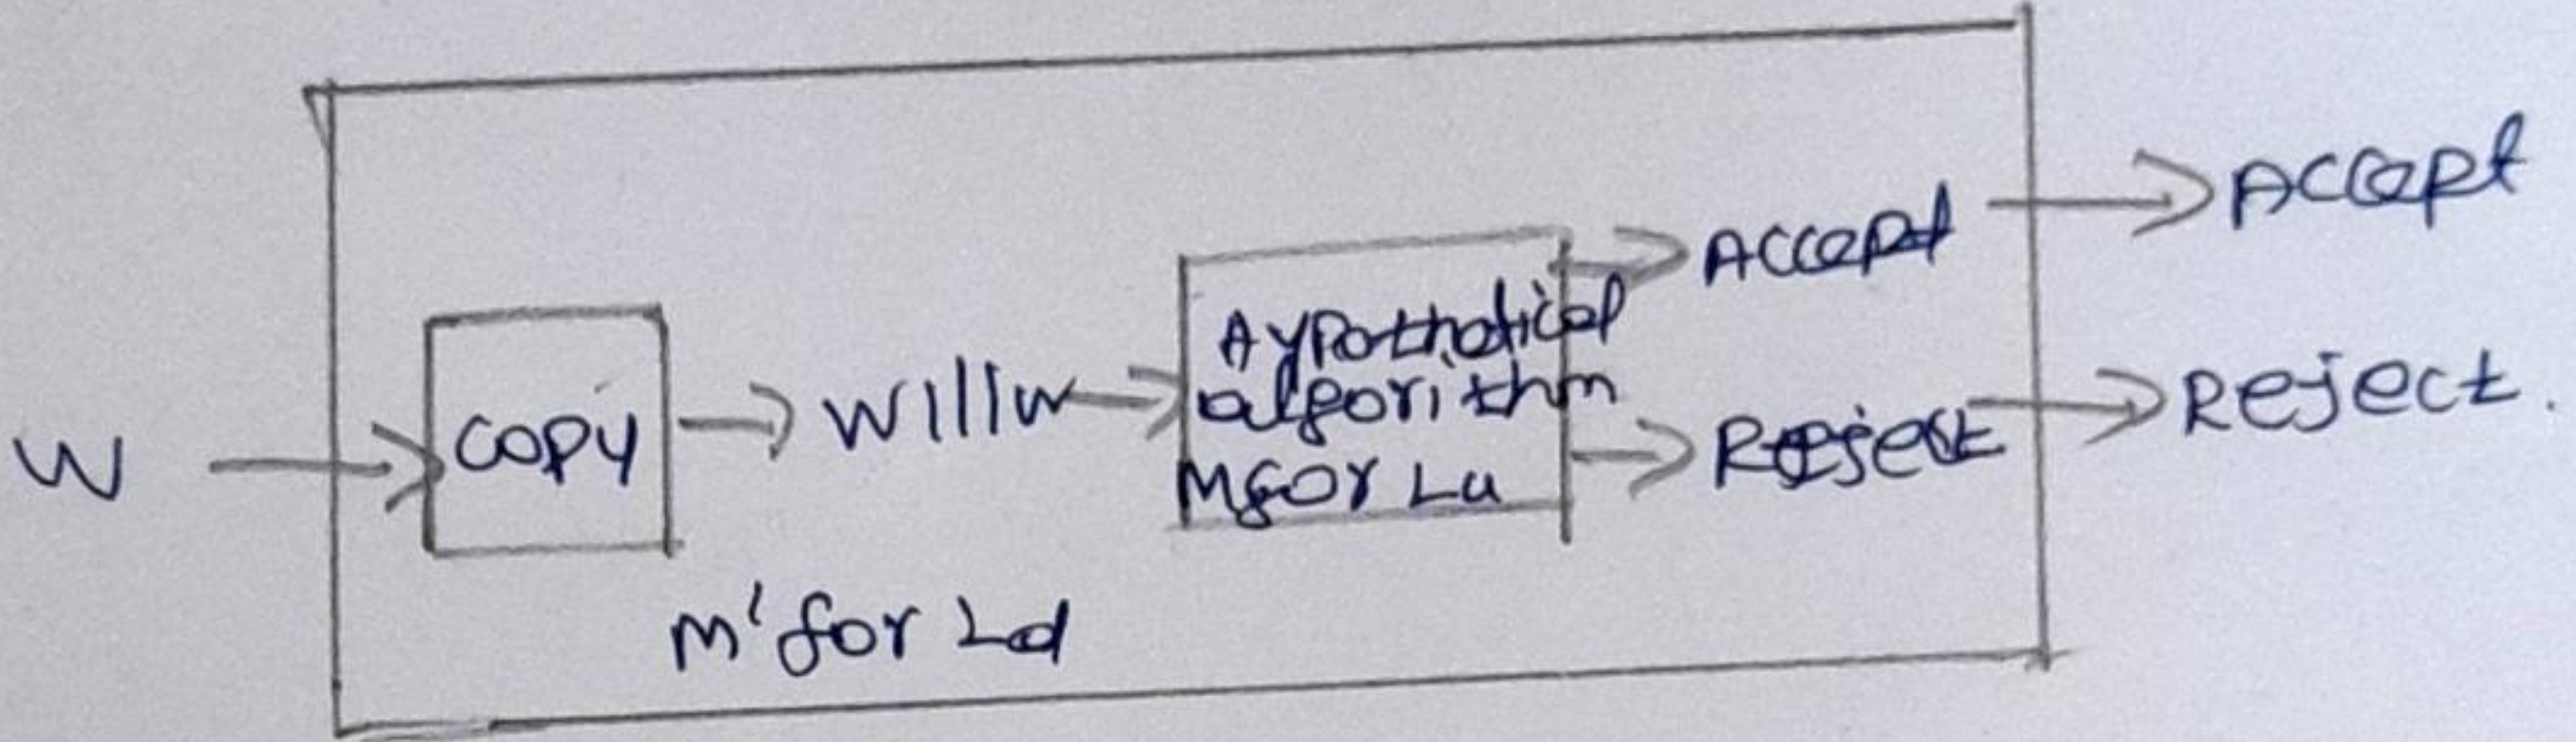 W
copy
W111w
Hypothetical
algorithm
M for Lu
Accept
Reject
Accept
Reject.
M' for Ld